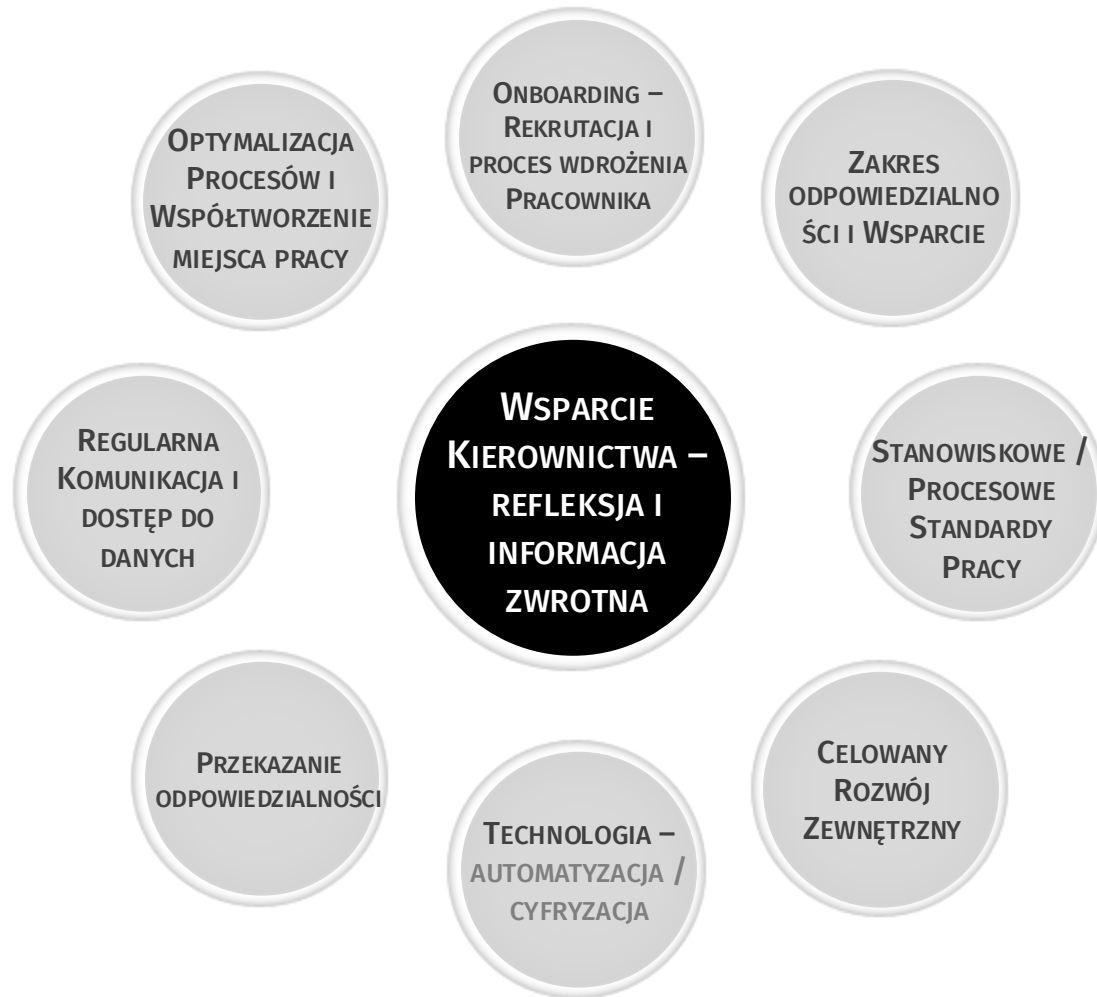 Onboarding –
Rekrutacja i
proces wdrożenia
Pracownika
Zakres
odpowiedzialno
ści i Wsparcie
Stanowiskowe /
Procesowe
Standardy
Pracy
Celowany
Rozwój
Zewnętrzny
Technologia –
automatyzacja /
cyfryzacja
Przekazanie
odpowiedzialności
Regularna
Komunikacja i
dostęp do
danych
Optymalizacja
Procesów i
Współtworzenie
miejsca pracy
Wsparcie
Kierownictwa –
refleksja i
informacja
zwrotna